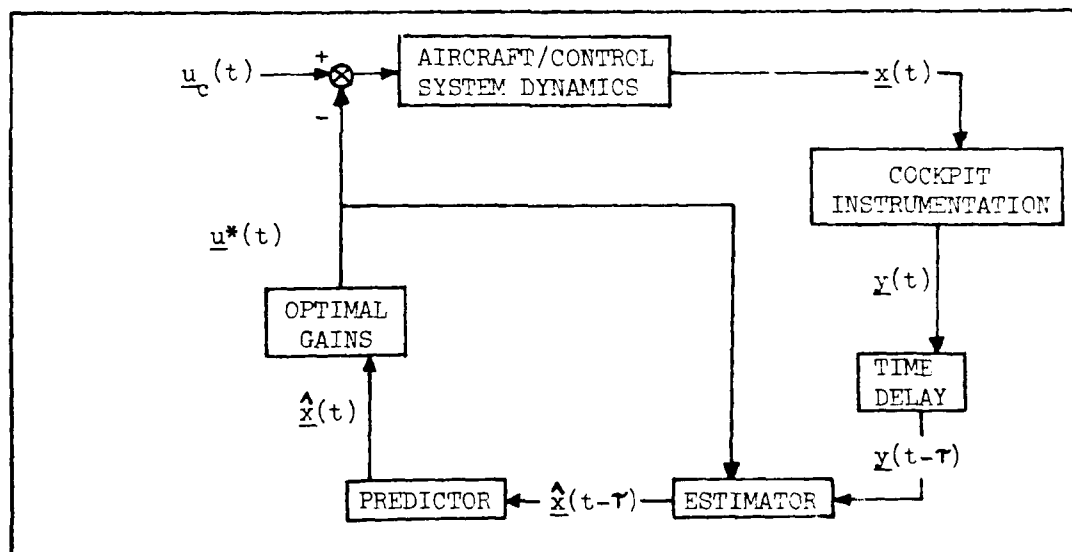 u_c(t)
+
-
AIRCRAFT/CONTROL
SYSTEM DYNAMICS
x(t)
COCKPIT
INSTRUMENTATION
y(t)
TIME
DELAY
y(t-τ)
ESTIMATOR
x̂(t-τ)
PREDICTOR
x̂(t)
OPTIMAL
GAINS
u*(t)